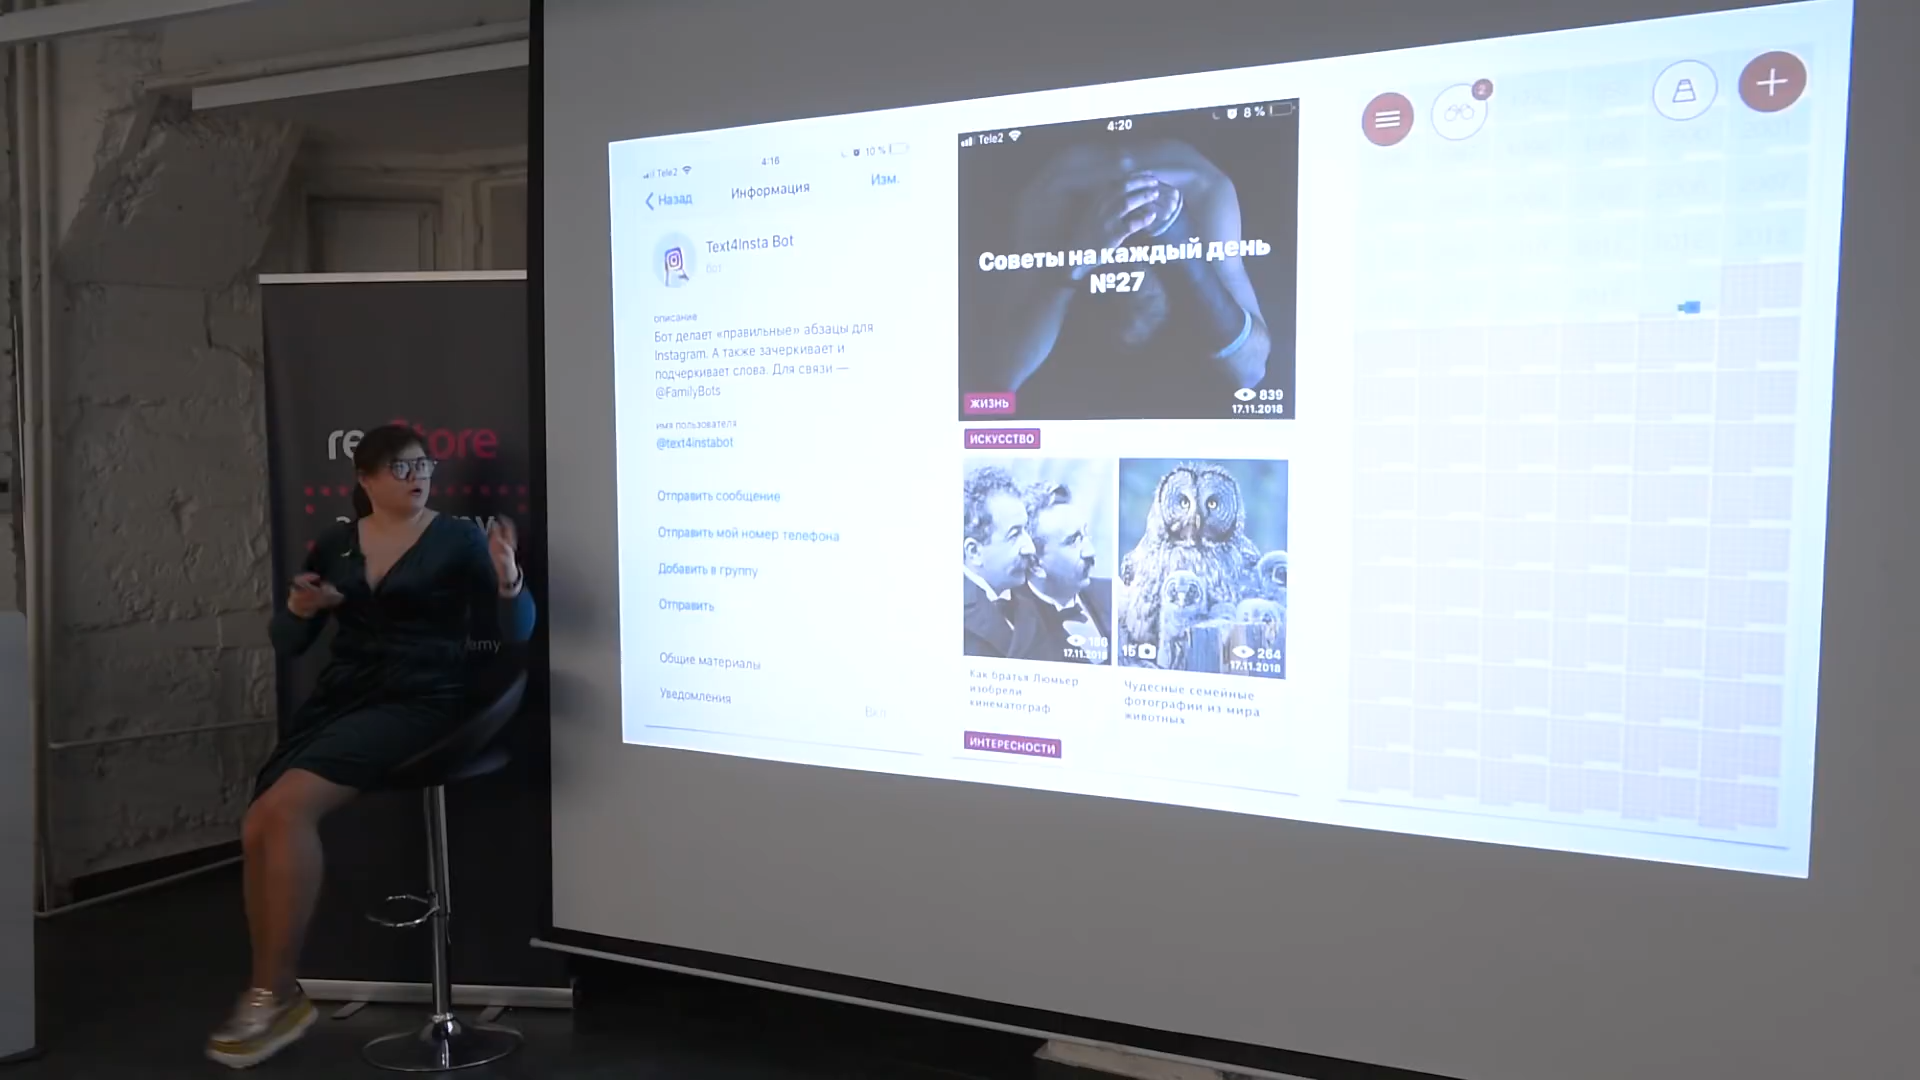 Tele2
4:16
10 %
Назад
Информация
Изм.
Text4Insta Bot
бот
описание
Бот делает «правильные» абзацы для
Instagram. А также зачеркивает и
подчеркивает слова. Для связи —
@FamilyBots
имя пользователя
@text4instabot
Отправить сообщение
Отправить мой номер телефона
Добавить в группу
Отправить
Общие материалы
Уведомления
Вкл
Tele2
4:20
8 %
Советы на каждый день
№27
ЖИЗНЬ
839
17.11.2018
ИСКУССТВО
17.11.2018
Как братья Люмьер
изобрели
кинематограф
15
264
17.11.2018
Чудесные семейные
фотографии из мира
животных
ИНТЕРЕСНОСТИ
2